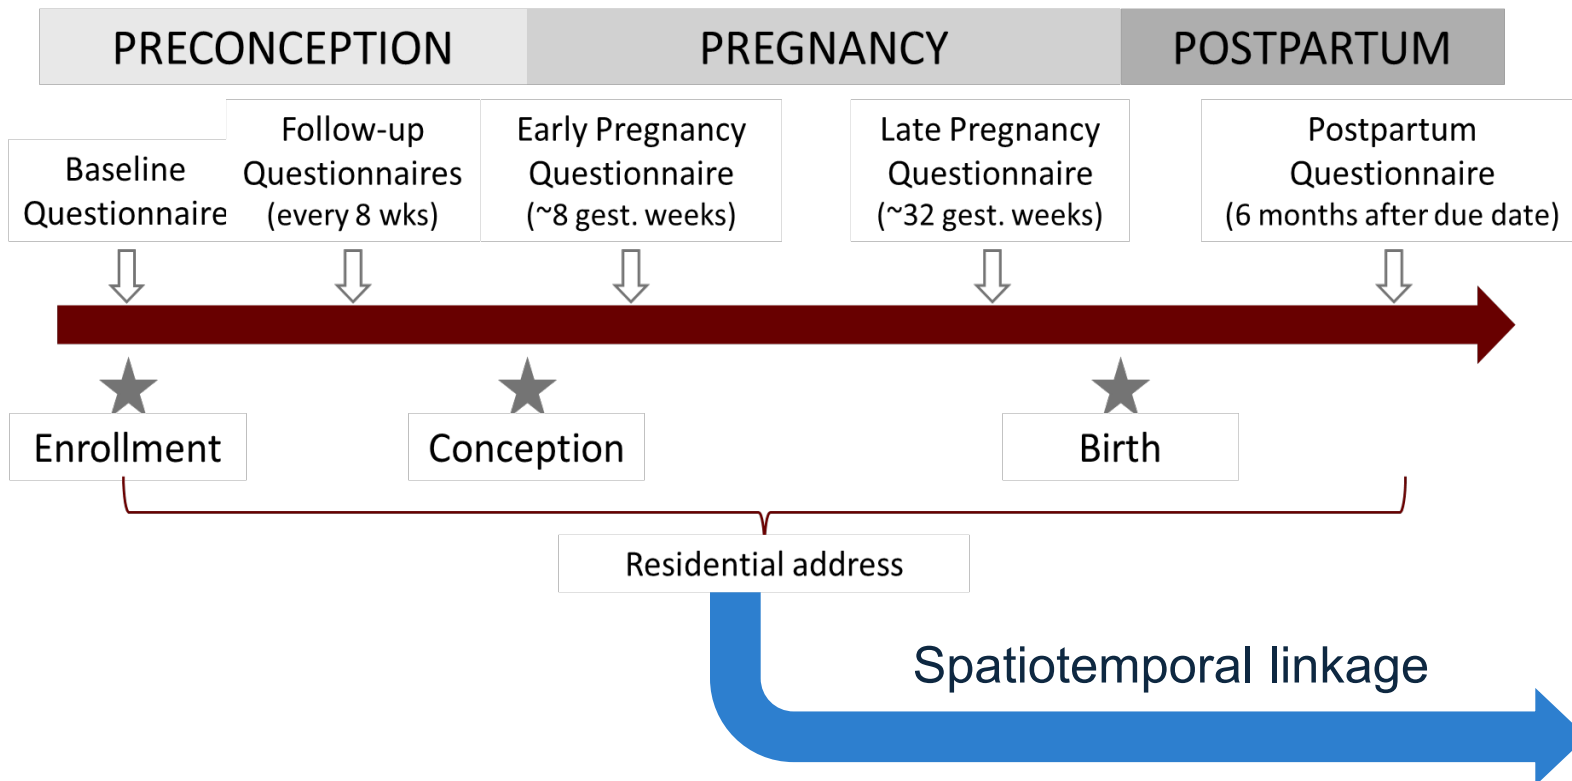 PRECONCEPTION
PREGNANCY
POSTPARTUM
Baseline
Questionnaire
Follow-up
Questionnaires
(every 8 wks)
Early Pregnancy
Questionnaire
(~8 gest. weeks)
Late Pregnancy
Questionnaire
(~32 gest. weeks)
Postpartum
Questionnaire
(6 months after due date)
Enrollment
Conception
Birth
Residential address
Spatiotemporal linkage